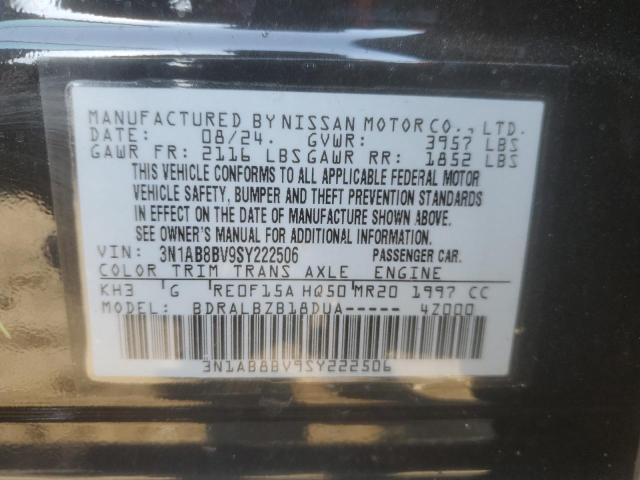 MANUFACTURED BY NISSAN MOTOR CO., LTD.
DATE: 08/24. GVWR: 3957 LBS
GAWR FR: 2116 LBS GAWR RR: 1852 LBS
THIS VEHICLE CONFORMS TO ALL APPLICABLE FEDERAL MOTOR
VEHICLE SAFETY, BUMPER AND THEFT PREVENTION STANDARDS
IN EFFECT ON THE DATE OF MANUFACTURE SHOWN ABOVE.
SEE OWNER'S MANUAL FOR ADDITIONAL INFORMATION.
VIN: 3N1AB8BV9SY222506 PASSENGER CAR.
COLOR TRIM TRANS AXLE ENGINE
KH3 G RE0F15A HQ50 MR20 1997 CC
MODEL: BDRALBZB18DUA----- 4Z000
3N1AB8BV9SY222506